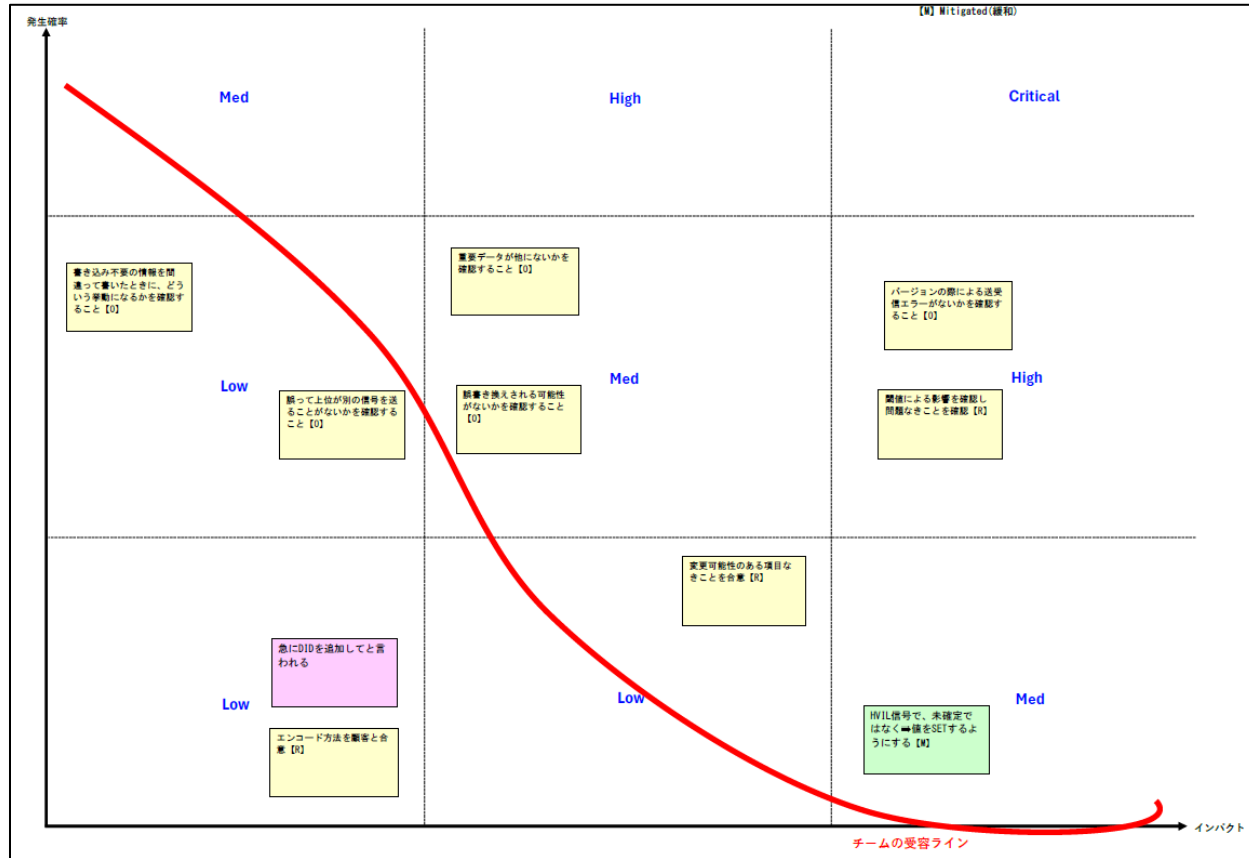 発生確率
【M】Mitigated(緩和)
Med
High
Critical
書き込み不要の情報を間
違って書いたときに、どう
いう挙動になるかを確認す
ること【O】
重要データが他にないかを
確認すること【O】
バージョンの際による送受
信エラーがないかを確認す
ること【O】
Low
誤って上位が別の信号を送
ることがないかを確認する
こと【O】
誤書き換えされる可能性
がないかを確認すること
【O】
Med
High
閾値による影響を確認し
問題なきことを確認【R】
変更可能性のある項目な
きことを合意【R】
急にDIDを追加してと言
われる
Low
エンコード方法を顧客と合
意【R】
Low
HVIL信号で、未確定で
はなく➡値をSETするよ
うにする【M】
Med
インパクト
チームの受容ライン